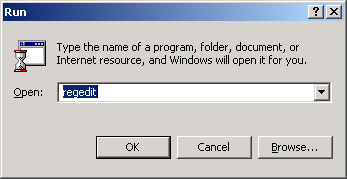 Run
Type the name of a program, folder, document, or
Internet resource, and Windows will open it for you.
Open: regedit
OK Cancel Browse...